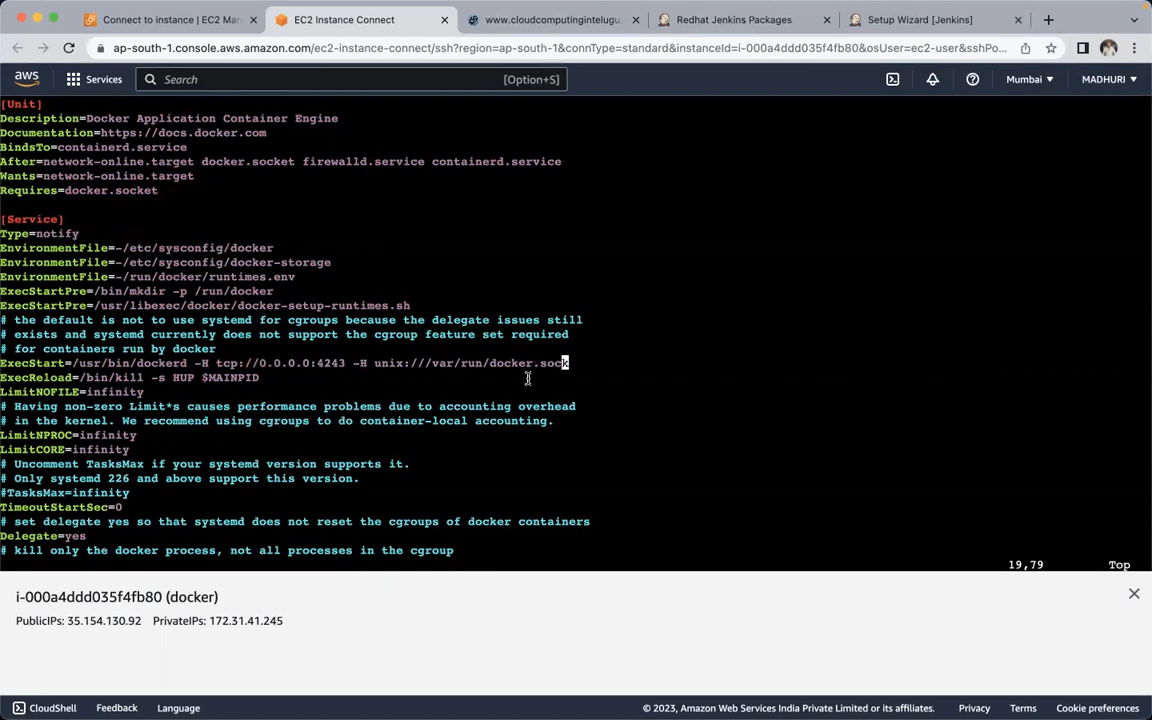 Connect to instance | EC2 Man
EC2 Instance Connect
www.cloudcomputingintelugu.
Redhat Jenkins Packages
Setup Wizard [Jenkins]
ap-south-1.console.aws.amazon.com/ec2-instance-connect/ssh?region=ap-south-1&connType=standard&instanceId=i-000a4ddd035f4fb80&osUser=ec2-user&sshPo...
aws
Services
Search
[Option+S]
Mumbai
MADHURI
[Unit]
Description=Docker Application Container Engine
Documentation=https://docs.docker.com
BindsTo=containerd.service
After=network-online.target docker.socket firewalld.service containerd.service
Wants=network-online.target
Requires=docker.socket
[Service]
Type=notify
EnvironmentFile=-/etc/sysconfig/docker
EnvironmentFile=-/etc/sysconfig/docker-storage
EnvironmentFile=-/run/docker/runtimes.env
ExecStartPre=/bin/mkdir -p /run/docker
ExecStartPre=/usr/libexec/docker/docker-setup-runtimes.sh
# the default is not to use systemd for cgroups because the delegate issues still
# exists and systemd currently does not support the cgroup feature set required
# for containers run by docker
ExecStart=/usr/bin/dockerd -H tcp://0.0.0.0:4243 -H unix:///var/run/docker.sock
ExecReload=/bin/kill -s HUP $MAINPID
LimitNOFILE=infinity
# Having non-zero Limit*s causes performance problems due to accounting overhead
# in the kernel. We recommend using cgroups to do container-local accounting.
LimitNPROC=infinity
LimitCORE=infinity
# Uncomment TasksMax if your systemd version supports it.
# Only systemd 226 and above support this version.
#TasksMax=infinity
TimeoutStartSec=0
# set delegate yes so that systemd does not reset the cgroups of docker containers
Delegate=yes
# kill only the docker process, not all processes in the cgroup
19,79
Top
i-000a4ddd035f4fb80 (docker)
PublicIPs: 35.154.130.92 PrivateIPs: 172.31.41.245
CloudShell
Feedback
Language
© 2023, Amazon Web Services India Private Limited or its affiliates.
Privacy
Terms
Cookie preferences